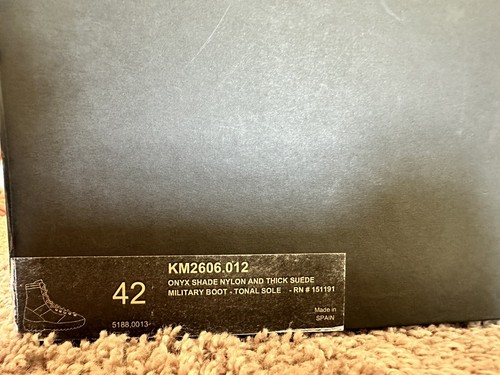 KM2606.012
ONYX SHADE NYLON AND THICK SUEDE
MILITARY BOOT - TONAL SOLE - RN # 151191
42
5188.0013
Made in
SPAIN